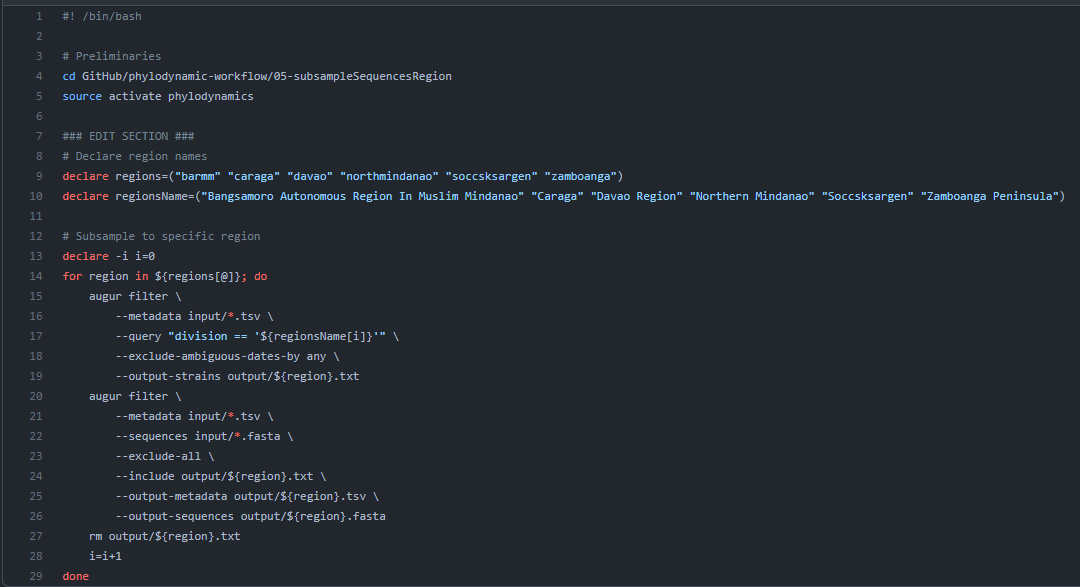 1 #! /bin/bash
2
3 # Preliminaries
4 cd GitHub/phylodynamic-workflow/05-subsampleSequencesRegion
5 source activate phylodynamics
6
7 ### EDIT SECTION ###
8 # Declare region names
9 declare regions=("barmm" "caraga" "davao" "northmindanao" "soccsksargen" "zamboanga")
10 declare regionsName=("Bangsamoro Autonomous Region In Muslim Mindanao" "Caraga" "Davao Region" "Northern Mindanao" "Soccsksargen" "Zamboanga Peninsula")
11
12 # Subsample to specific region
13 declare -i i=0
14 for region in ${regions[@]}; do
15     augur filter \
16         --metadata input/*.tsv \
17         --query "division == '${regionsName[i]}'" \
18         --exclude-ambiguous-dates-by any \
19         --output-strains output/${region}.txt
20     augur filter \
21         --metadata input/*.tsv \
22         --sequences input/*.fasta \
23         --exclude-all \
24         --include output/${region}.txt \
25         --output-metadata output/${region}.tsv \
26         --output-sequences output/${region}.fasta
27     rm output/${region}.txt
28     i=i+1
29 done